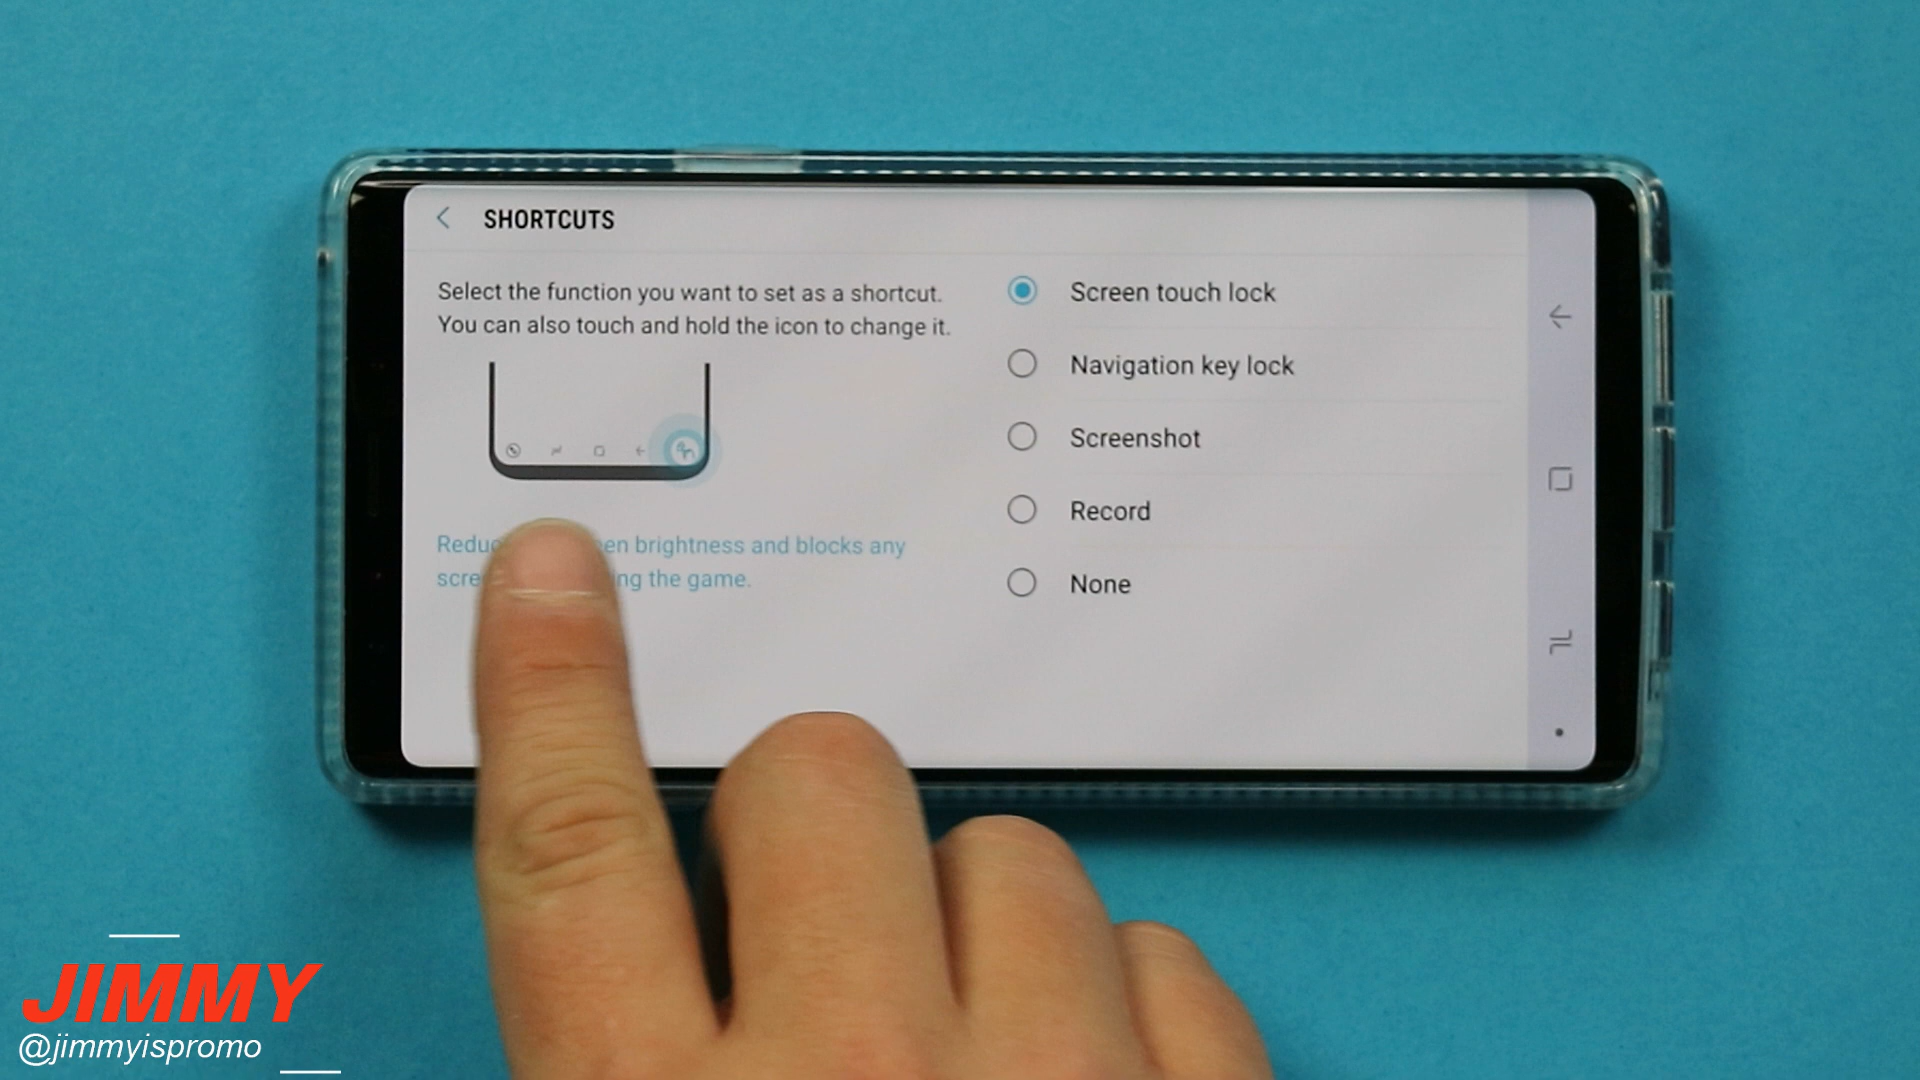 SHORTCUTS
Select the function you want to set as a shortcut.
You can also touch and hold the icon to change it.
brightness and blocks any
the game.
Screen touch lock
Navigation key lock
Screenshot
Record
None
JIMMY
@jimmyispromo